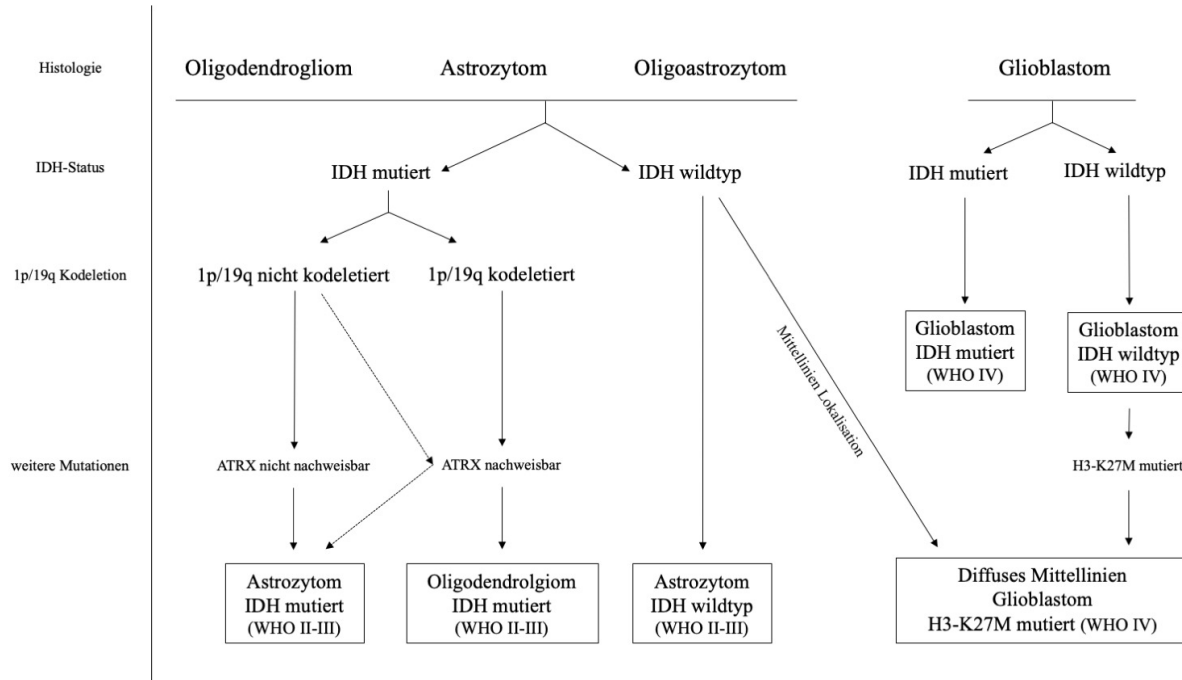 Histologie
Oligodendrogliom
Astrozytom
Oligoastrozytom
Glioblastom
IDH-Status
IDH mutiert
IDH wildtyp
IDH mutiert
IDH wildtyp
1p/19q Kodeletion
1p/19q nicht kodeletiert
1p/19q kodeletiert
Mittellinien Lokalisation
Glioblastom
IDH mutiert
(WHO IV)
Glioblastom
IDH wildtyp
(WHO IV)
weitere Mutationen
ATRX nicht nachweisbar
ATRX nachweisbar
H3-K27M mutiert
Astrozytom
IDH mutiert
(WHO II-III)
Oligodendrolgiom
IDH mutiert
(WHO II-III)
Astrozytom
IDH wildtyp
(WHO II-III)
Diffuses Mittellinien
Glioblastom
H3-K27M mutiert (WHO IV)